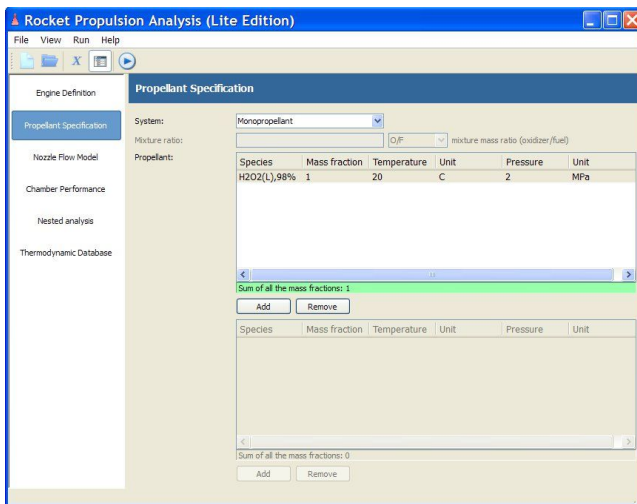 Rocket Propulsion Analysis (Lite Edition)
File View Run Help
X
Engine Definition
Propellant Specification
Nozzle Flow Model
Chamber Performance
Nested analysis
Thermodynamic Database
Propellant Specification
System: Monopropellant
Mixture ratio: O/F mixture mass ratio (oxidizer/fuel)
Propellant:
Species Mass fraction Temperature Unit Pressure Unit
H2O2(L),98% 1 20 C 2 MPa
Sum of all the mass fractions: 1
Add Remove
Species Mass fraction Temperature Unit Pressure Unit
Sum of all the mass fractions: 0
Add Remove